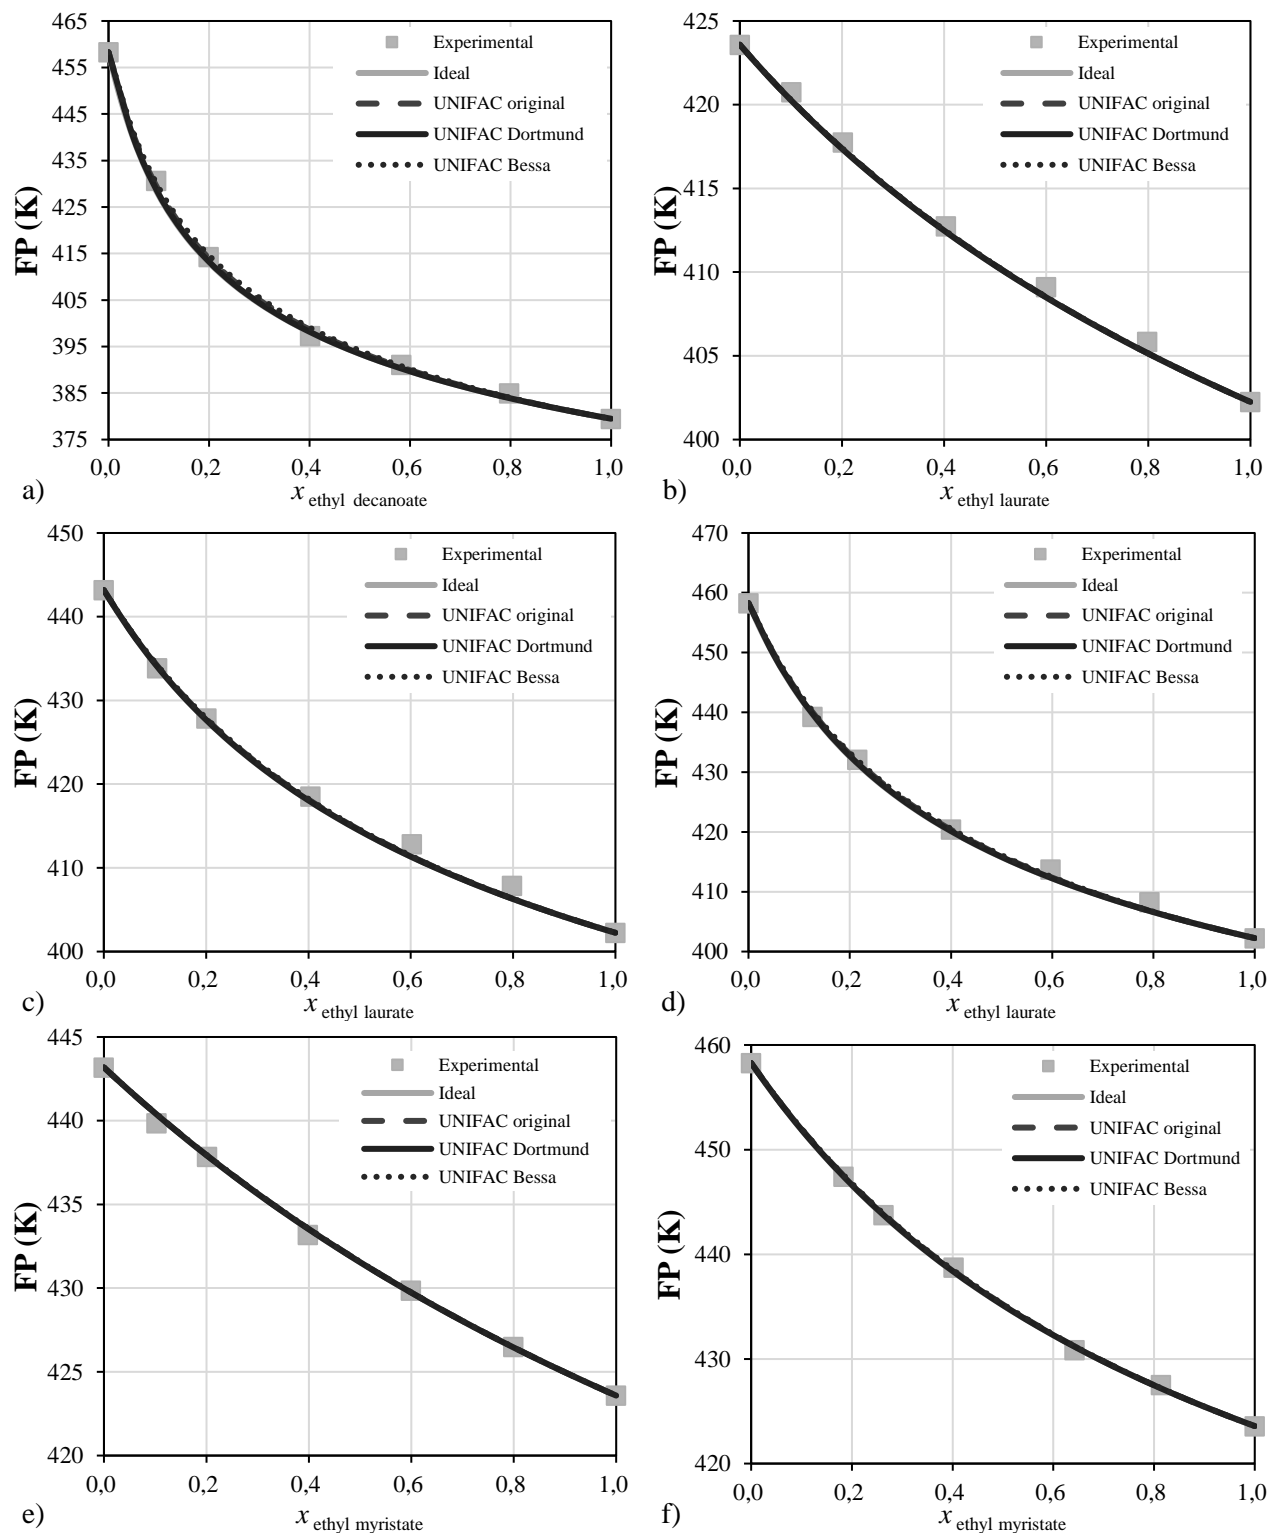 465
455
445
435
425
415
405
395
385
375
FP (K)
Experimental
Ideal
UNIFAC original
UNIFAC Dortmund
UNIFAC Bessa
0,0 0,2 0,4 0,6 0,8 1,0
x ethyl decanoate
a)
425
420
415
410
405
400
FP (K)
Experimental
Ideal
UNIFAC original
UNIFAC Dortmund
UNIFAC Bessa
0,0 0,2 0,4 0,6 0,8 1,0
x ethyl laurate
b)
450
440
430
420
410
400
FP (K)
Experimental
Ideal
UNIFAC original
UNIFAC Dortmund
UNIFAC Bessa
0,0 0,2 0,4 0,6 0,8 1,0
x ethyl laurate
c)
470
460
450
440
430
420
410
400
FP (K)
Experimental
Ideal
UNIFAC original
UNIFAC Dortmund
UNIFAC Bessa
0,0 0,2 0,4 0,6 0,8 1,0
x ethyl laurate
d)
445
440
435
430
425
420
FP (K)
Experimental
Ideal
UNIFAC original
UNIFAC Dortmund
UNIFAC Bessa
0,0 0,2 0,4 0,6 0,8 1,0
x ethyl myristate
e)
460
450
440
430
420
FP (K)
Experimental
Ideal
UNIFAC original
UNIFAC Dortmund
UNIFAC Bessa
0,0 0,2 0,4 0,6 0,8 1,0
x ethyl myristate
f)